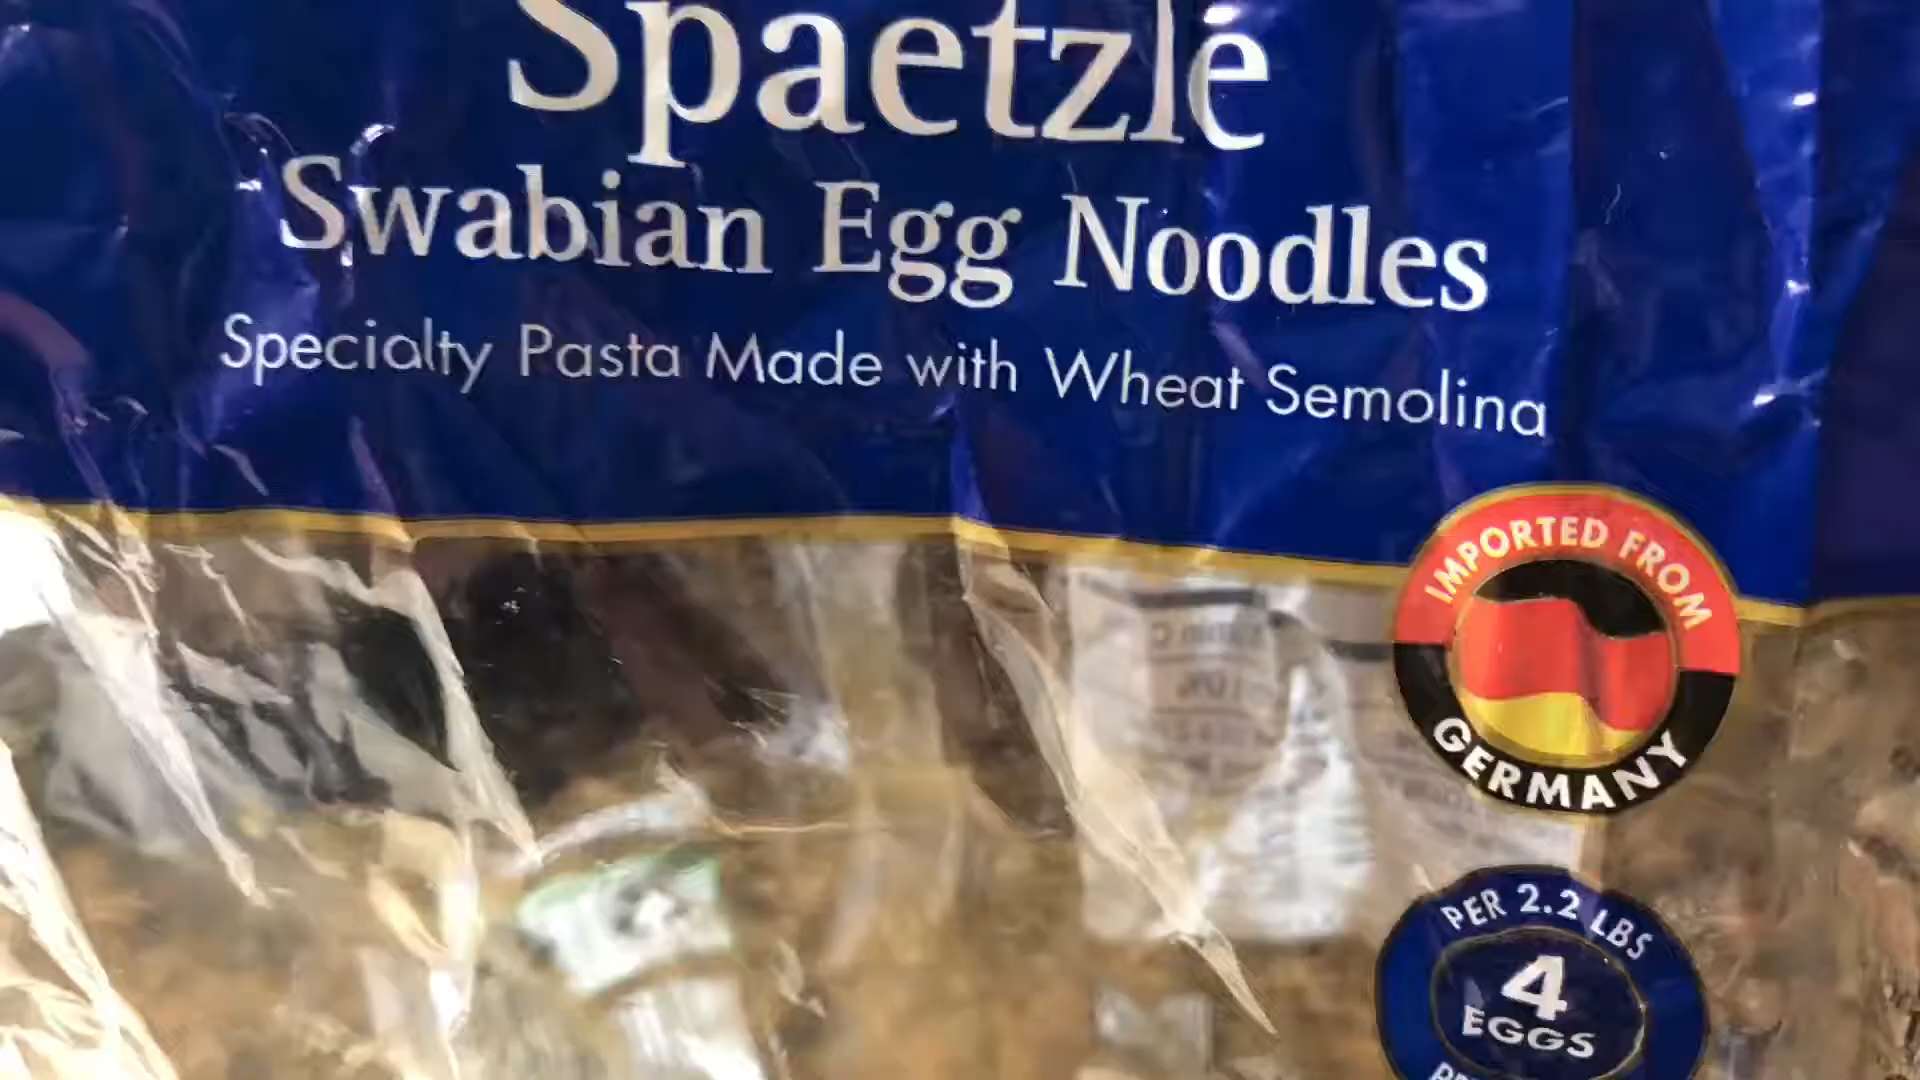 Spaetzle
Swabian Egg Noodles
Specialty Pasta Made with Wheat Semolina
IMPORTED FROM
GERMANY
PER 2.2 LBS
4
EGGS